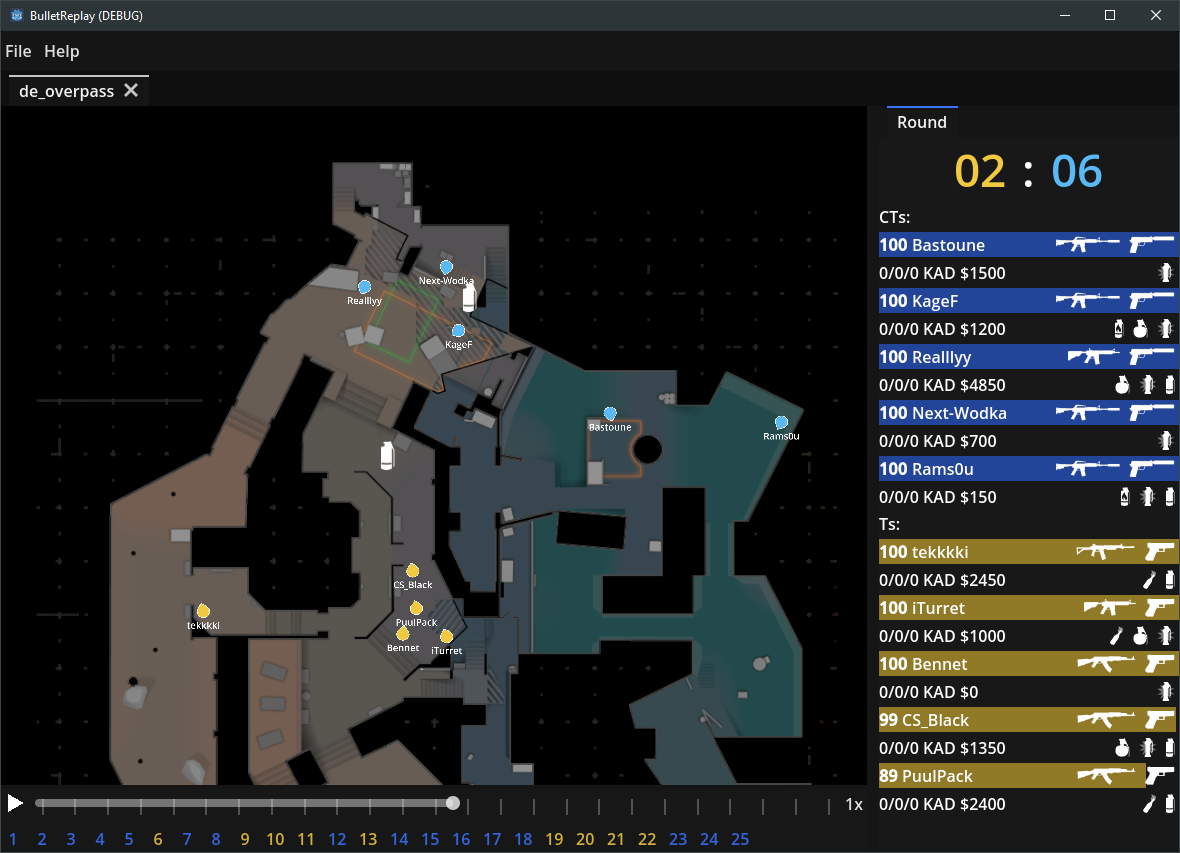 BulletReplay (DEBUG)
File Help
de_overpass
Round
02 : 06
CTs:
100 Bastoune
0/0/0 KAD $1500
100 KageF
0/0/0 KAD $1200
100 Realllyy
0/0/0 KAD $4850
100 Next-Wodka
0/0/0 KAD $700
100 Rams0u
0/0/0 KAD $150
Ts:
100 tekkkki
0/0/0 KAD $2450
100 iTurret
0/0/0 KAD $1000
100 Bennet
0/0/0 KAD $0
99 CS_Black
0/0/0 KAD $1350
89 PuulPack
0/0/0 KAD $2400
Next-Wodka
Realllyy
KageF
Bastoune
Rams0u
CS_Black
PuulPack
tekkkki
Bennet
iTurret
1x
1 2 3 4 5 6 7 8 9 10 11 12 13 14 15 16 17 18 19 20 21 22 23 24 25